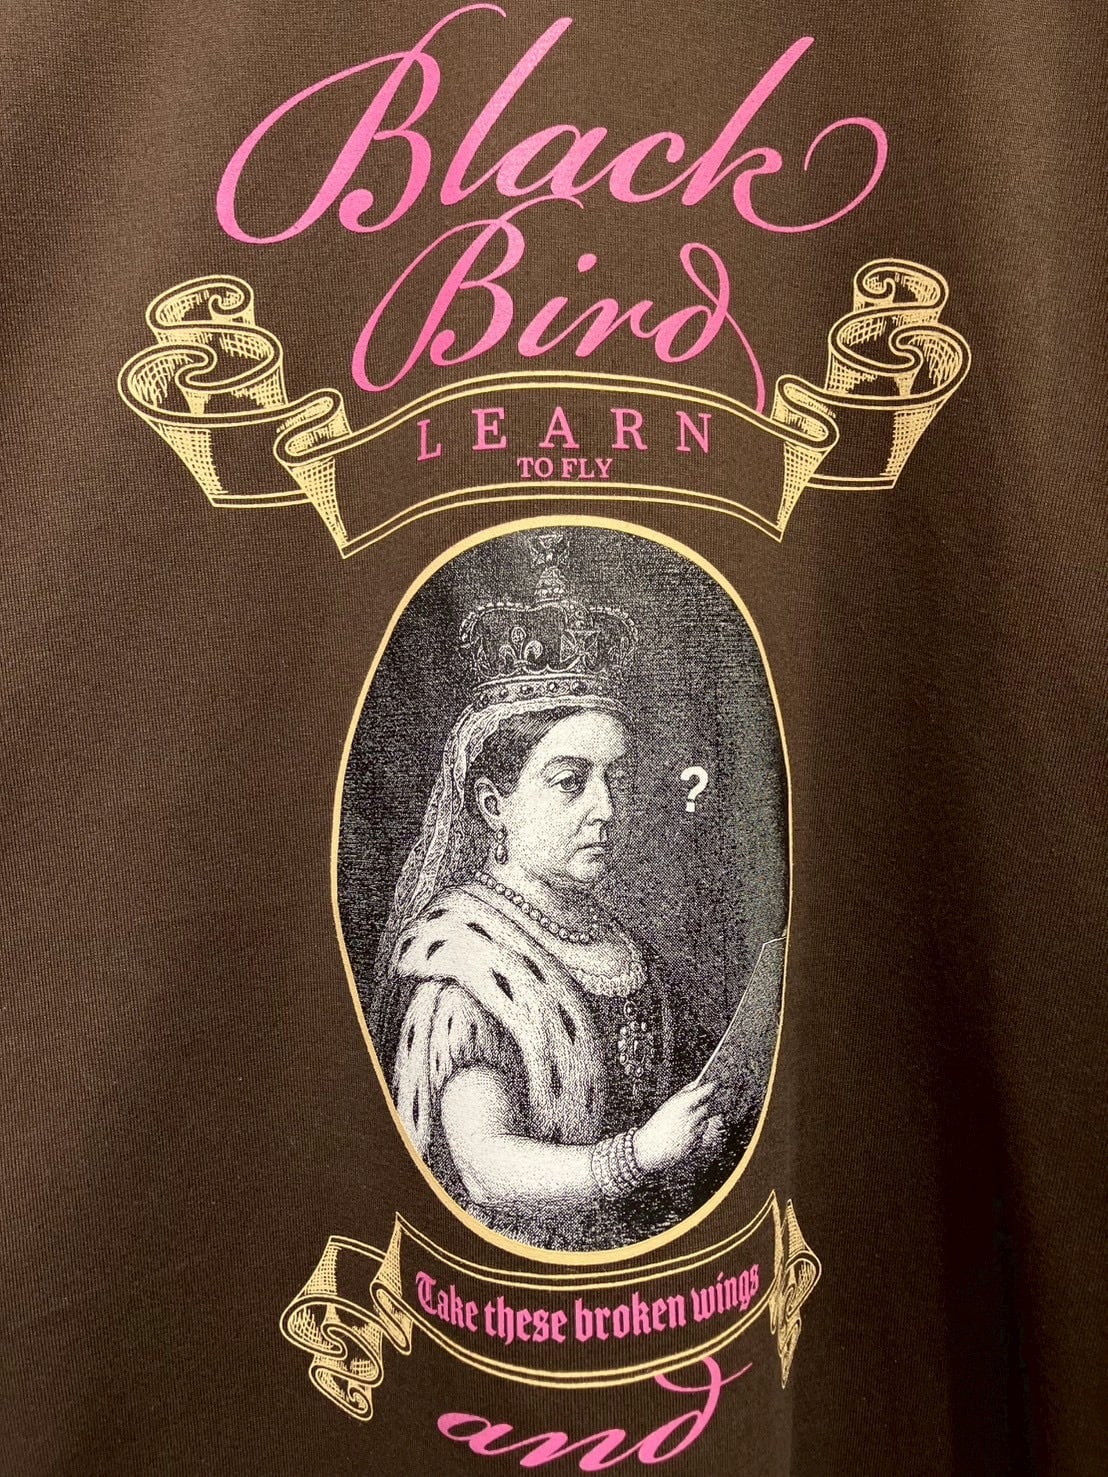 Black
Bird
LEARN
TO FLY
?
Take these broken wings
and